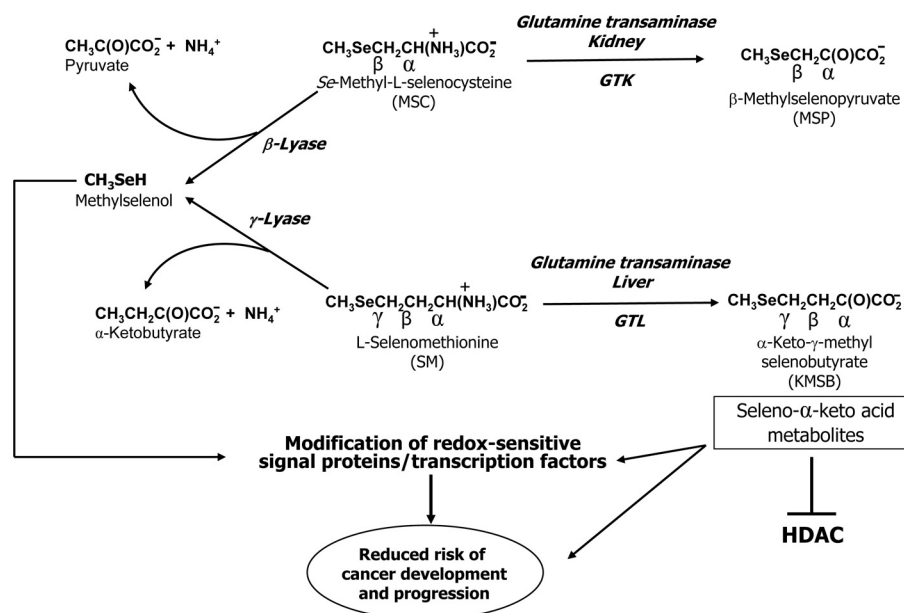 CH₃C(O)CO₂⁻ + NH₄⁺
Pyruvate
CH₃SeCH₂CH(N⁺H₃)CO₂⁻
β α
Se-Methyl-L-selenocysteine
(MSC)
Glutamine transaminase
Kidney
GTK
CH₃SeCH₂C(O)CO₂⁻
β α
β-Methylselenopyruvate
(MSP)
β-Lyase
CH₃SeH
Methylselenol
γ-Lyase
CH₃CH₂C(O)CO₂⁻ + NH₄⁺
α-Ketobutyrate
CH₃SeCH₂CH₂CH(N⁺H₃)CO₂⁻
γ β α
L-Selenomethionine
(SM)
Glutamine transaminase
Liver
GTL
CH₃SeCH₂CH₂C(O)CO₂⁻
γ β α
α-Keto-γ-methyl
selenobutyrate
(KMSB)
Seleno-α-keto acid
metabolites
Modification of redox-sensitive
signal proteins/transcription factors
HDAC
Reduced risk of
cancer development
and progression